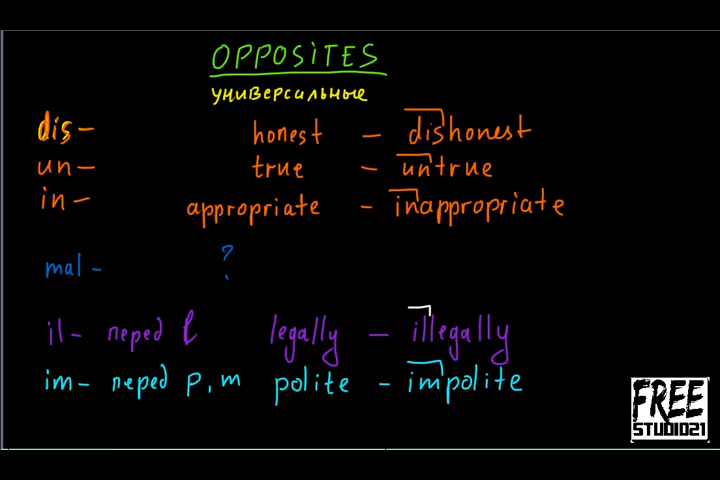 OPPOSITES
универсальные
dis- honest - dishonest
un- true - untrue
in- appropriate - inappropriate
mal- ?
il- перед l legally - illegally
im- перед p, m polite - impolite
FREE
STUDIO21